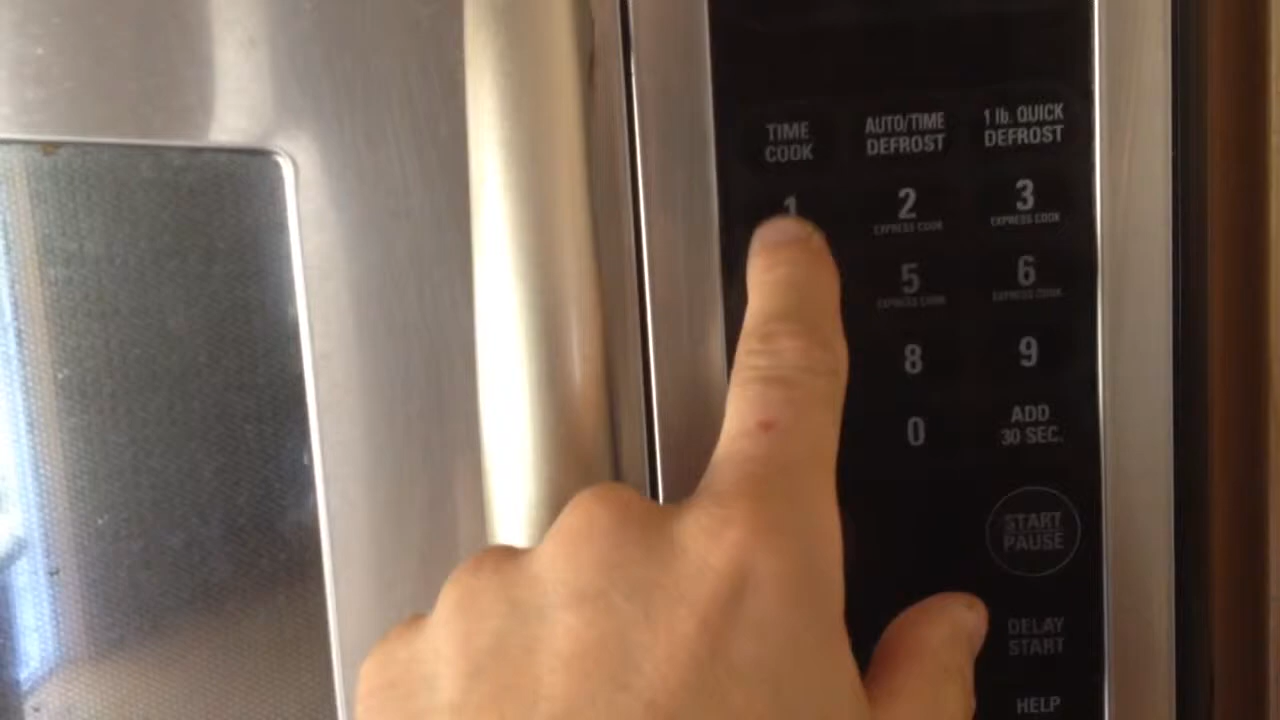 TIME
COOK
AUTO/TIME
DEFROST
1 lb. QUICK
DEFROST
1
2
EXPRESS COOK
3
EXPRESS COOK
5
EXPRESS COOK
6
EXPRESS COOK
8
9
0
ADD
30 SEC.
START
PAUSE
DELAY
START
HELP